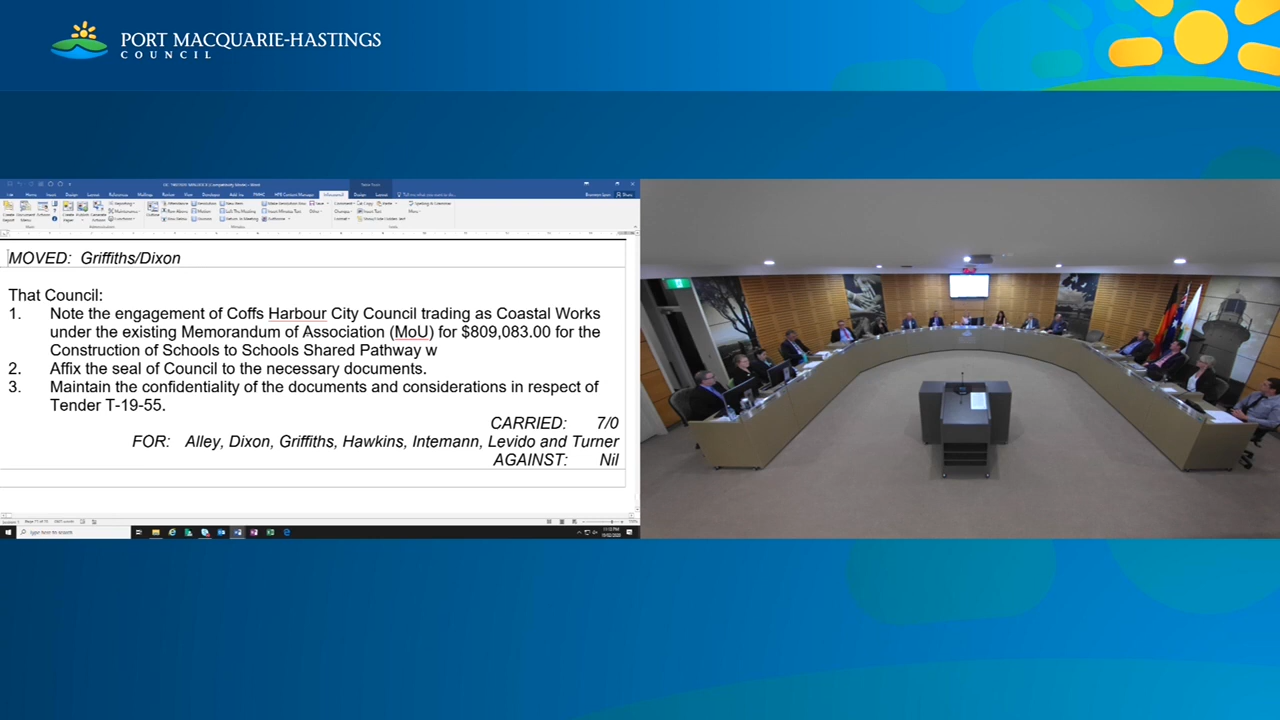 PORT MACQUARIE-HASTINGS
COUNCIL
MOVED: Griffiths/Dixon
That Council:
1. Note the engagement of Coffs Harbour City Council trading as Coastal Works
under the existing Memorandum of Association (MoU) for $809,083.00 for the
Construction of Schools to Schools Shared Pathway w
2. Affix the seal of Council to the necessary documents.
3. Maintain the confidentiality of the documents and considerations in respect of
Tender T-19-55.
CARRIED: 7/0
FOR: Alley, Dixon, Griffiths, Hawkins, Intemann, Levido and Turner
AGAINST: Nil
Type here to search